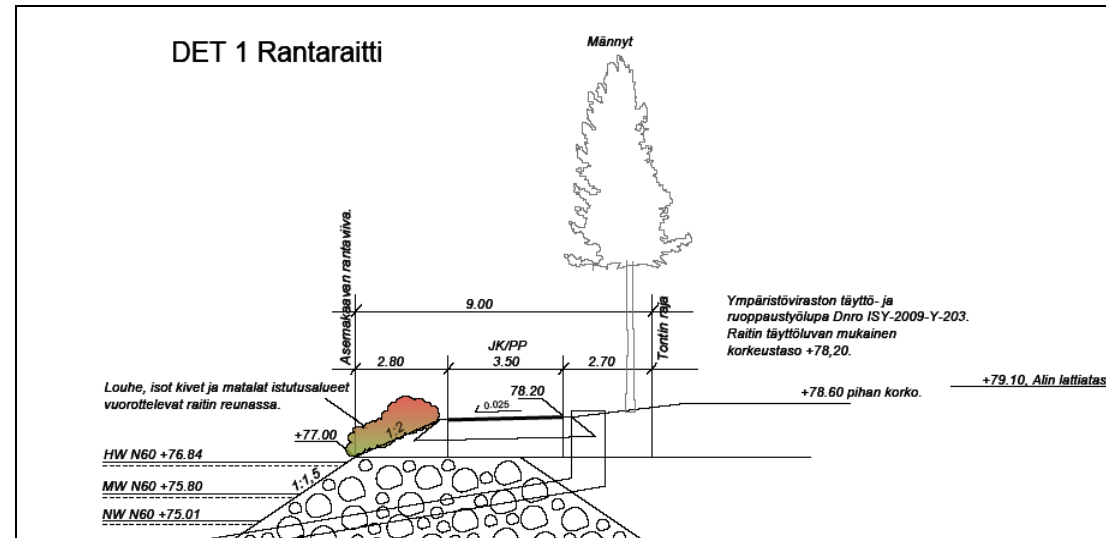 DET 1 Rantaraitti
Männyt
Asemakaavan rantaviiva.
9.00
Tontin raja
Ympäristöviraston täyttö- ja
ruoppaustyölupa Dnro ISY-2009-Y-203.
Raitin täyttöluvan mukainen
korkeustaso +78,20.
JK/PP
2.80
3.50
2.70
Louhe, isot kivet ja matalat istutusalueet
vuorottelevat raitin reunassa.
78.20
0.025
+78.60 pihan korko.
+79.10, Alin lattiatas
1:2
+77.00
HW N60 +76.84
1:1,5
MW N60 +75.80
NW N60 +75.01